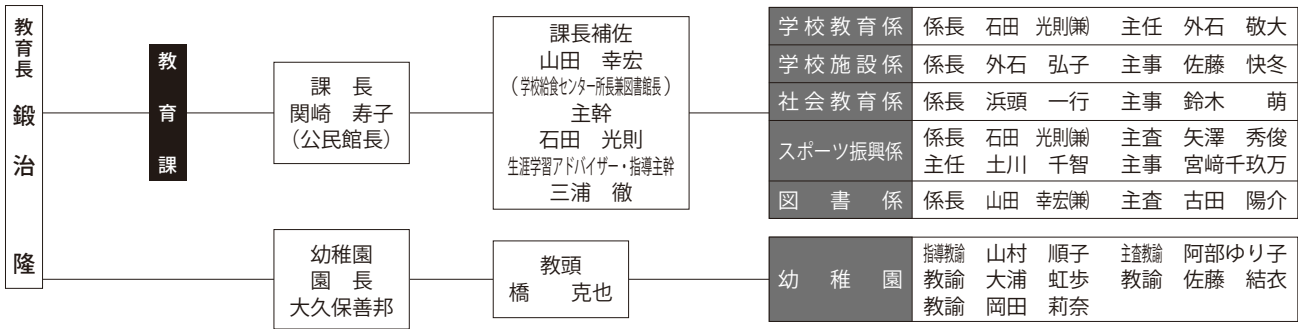 教育長 鍛治 隆
教育課
課　長
関崎　寿子
（公民館長）
課長補佐
山田　幸宏
（学校給食センター所長兼図書館長）
主幹
石田　光則
生涯学習アドバイザー・指導主幹
三浦　徹
学校教育係 係長 石田 光則㈱ 主任 外石 敬大
学校施設係 係長 外石 弘子 主事 佐藤 快冬
社会教育係 係長 浜頭 一行 主事 鈴木 萌
スポーツ振興係 係長 石田 光則(兼) 主査 矢澤 秀俊
主任 土川 千智 主事 宮﨑千玖万
図書係 係長 山田 幸宏(兼) 主査 古田 陽介
幼稚園
園　長
大久保善邦
教頭
橋　克也
幼稚園 指導教諭 山村 順子 主査教諭 阿部ゆり子
教諭 大浦 虹歩 教諭 佐藤 結衣
教諭 岡田 莉奈